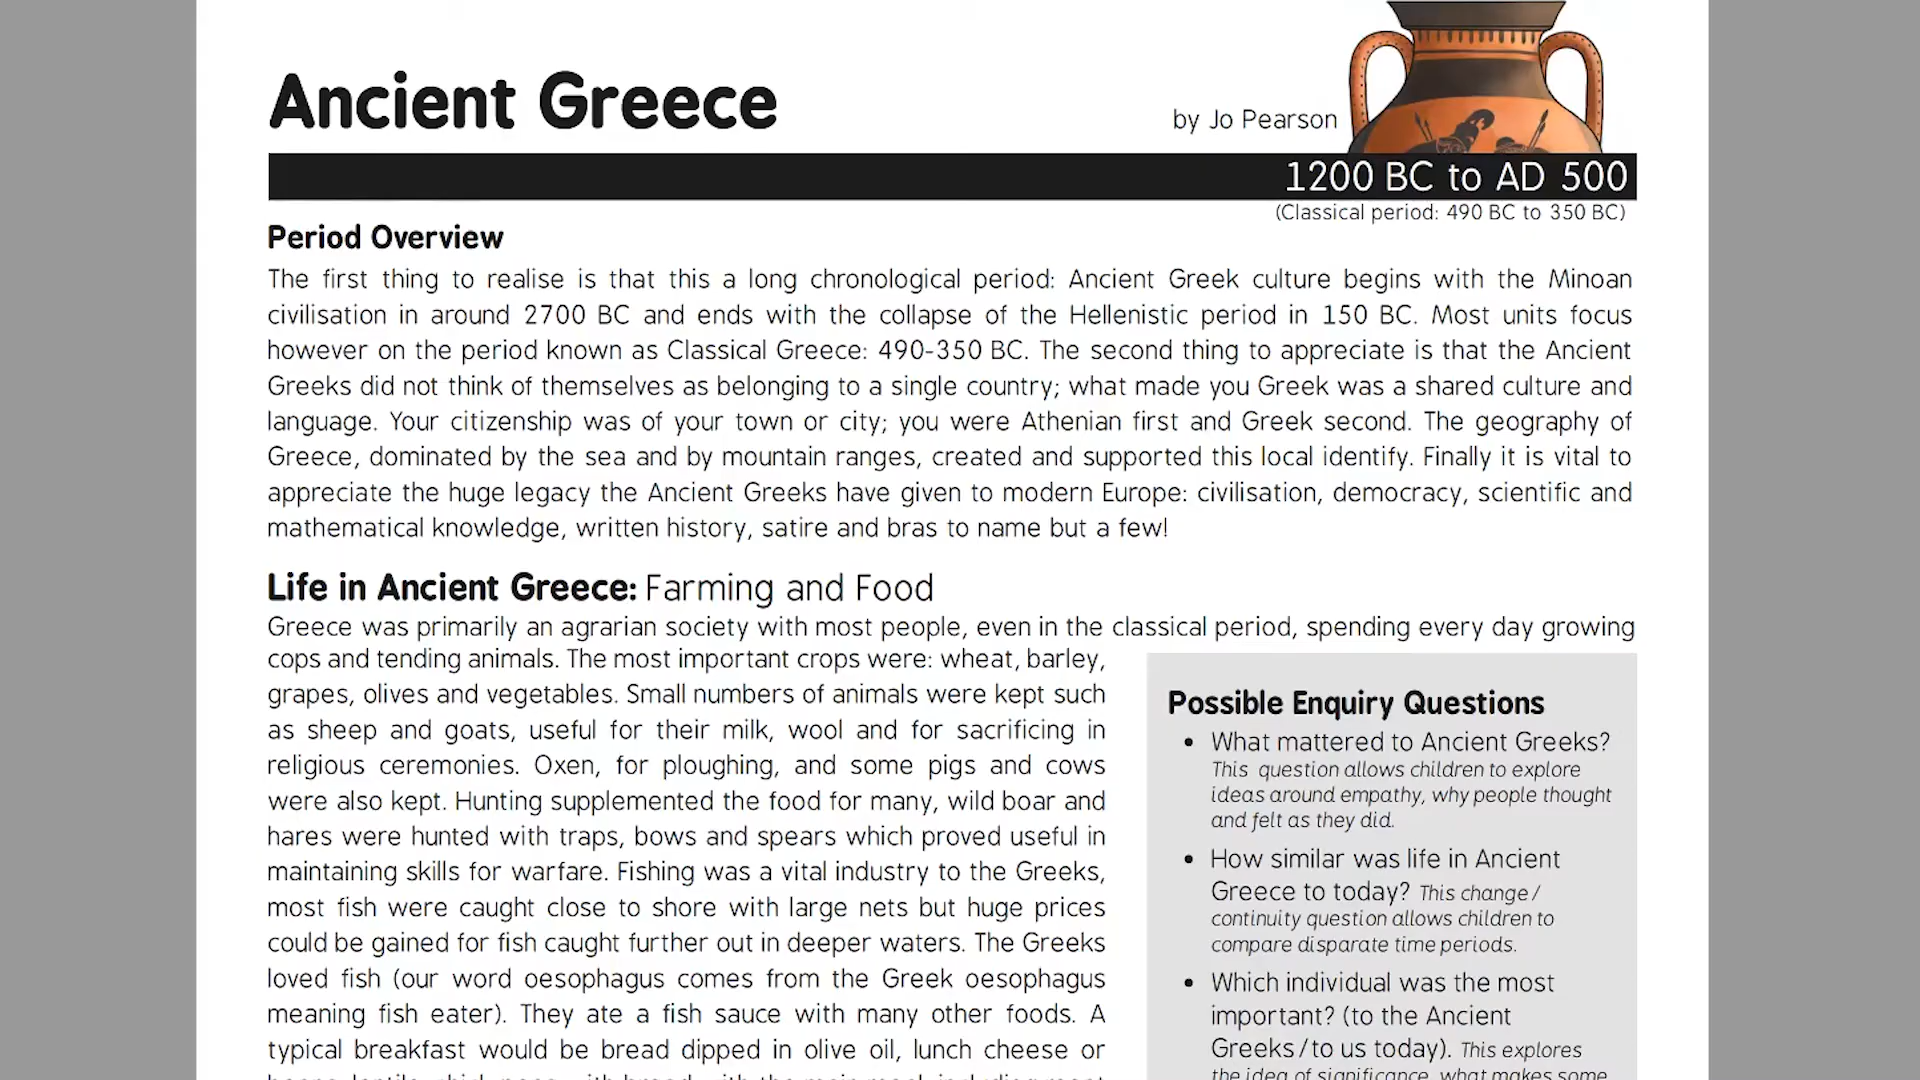 Ancient Greece
by Jo Pearson
1200 BC to AD 500
(Classical period: 490 BC to 350 BC)
Period Overview
The first thing to realise is that this a long chronological period: Ancient Greek culture begins with the Minoan
civilisation in around 2700 BC and ends with the collapse of the Hellenistic period in 150 BC. Most units focus
however on the period known as Classical Greece: 490-350 BC. The second thing to appreciate is that the Ancient
Greeks did not think of themselves as belonging to a single country; what made you Greek was a shared culture and
language. Your citizenship was of your town or city; you were Athenian first and Greek second. The geography of
Greece, dominated by the sea and by mountain ranges, created and supported this local identify. Finally it is vital to
appreciate the huge legacy the Ancient Greeks have given to modern Europe: civilisation, democracy, scientific and
mathematical knowledge, written history, satire and bras to name but a few!
Life in Ancient Greece: Farming and Food
Greece was primarily an agrarian society with most people, even in the classical period, spending every day growing
cops and tending animals. The most important crops were: wheat, barley,
grapes, olives and vegetables. Small numbers of animals were kept such
as sheep and goats, useful for their milk, wool and for sacrificing in
religious ceremonies. Oxen, for ploughing, and some pigs and cows
were also kept. Hunting supplemented the food for many, wild boar and
hares were hunted with traps, bows and spears which proved useful in
maintaining skills for warfare. Fishing was a vital industry to the Greeks,
most fish were caught close to shore with large nets but huge prices
could be gained for fish caught further out in deeper waters. The Greeks
loved fish (our word oesophagus comes from the Greek oesophagus
meaning fish eater). They ate a fish sauce with many other foods. A
typical breakfast would be bread dipped in olive oil, lunch cheese or
Possible Enquiry Questions
• What mattered to Ancient Greeks?
This question allows children to explore
ideas around empathy, why people thought
and felt as they did.
• How similar was life in Ancient
Greece to today? This change /
continuity question allows children to
compare disparate time periods.
• Which individual was the most
important? (to the Ancient
Greeks/to us today). This explores
the idea of significance, what makes some